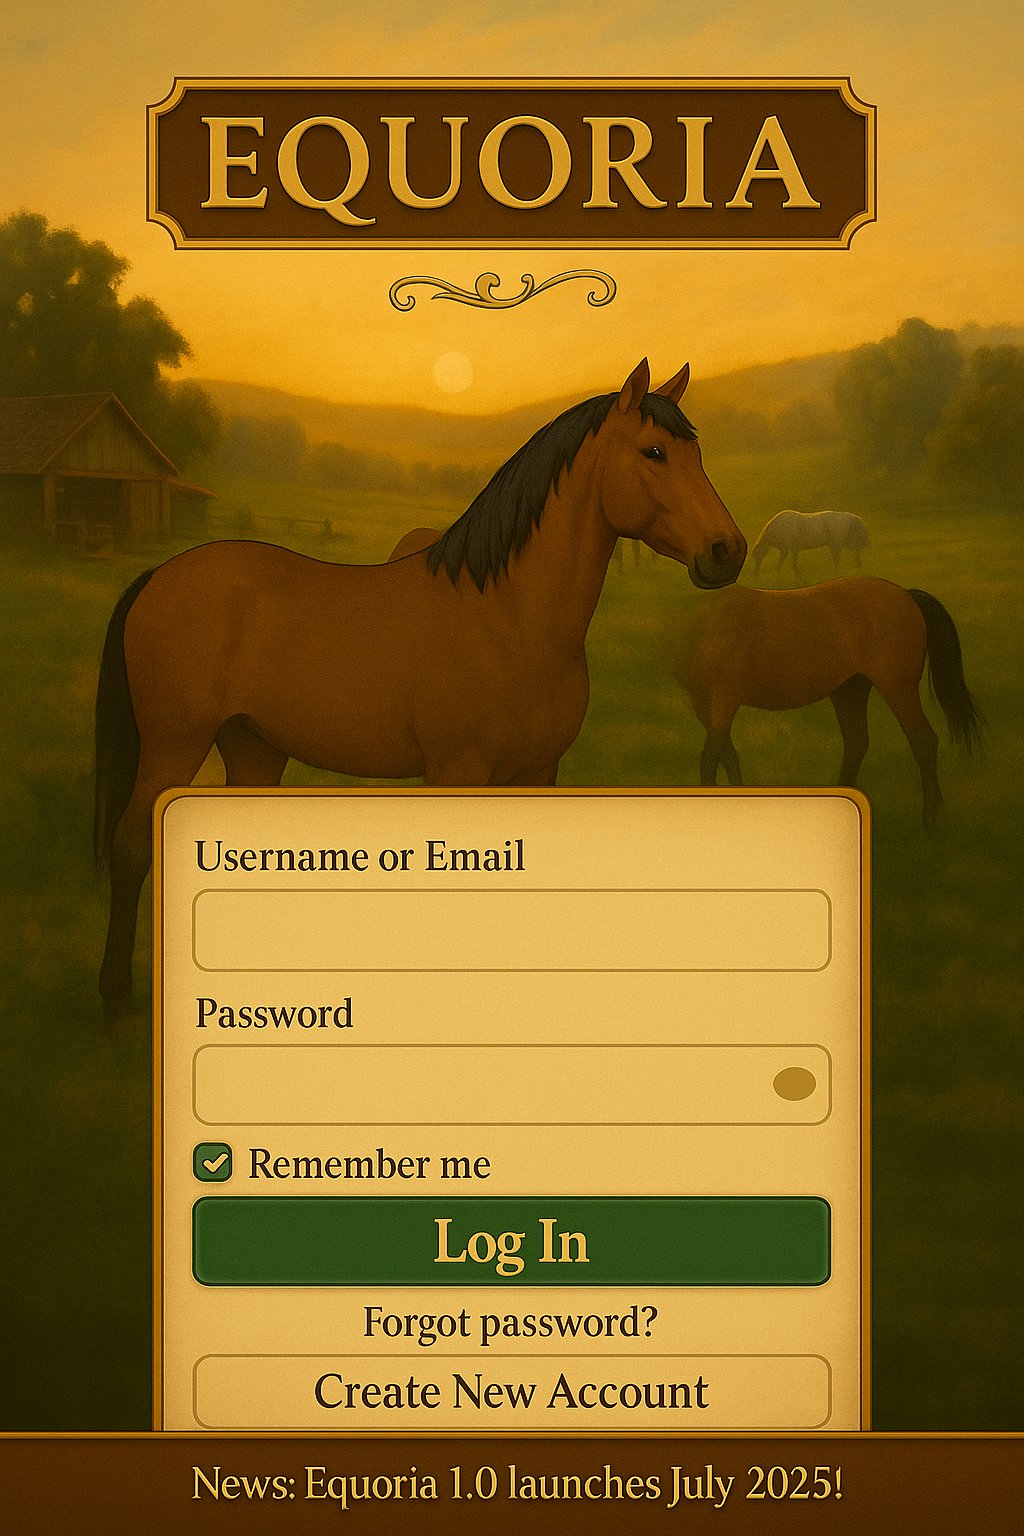 EQUORIA
Username or Email
Password
Remember me
Log In
Forgot password?
Create New Account
News: Equoria 1.0 launches July 2025!